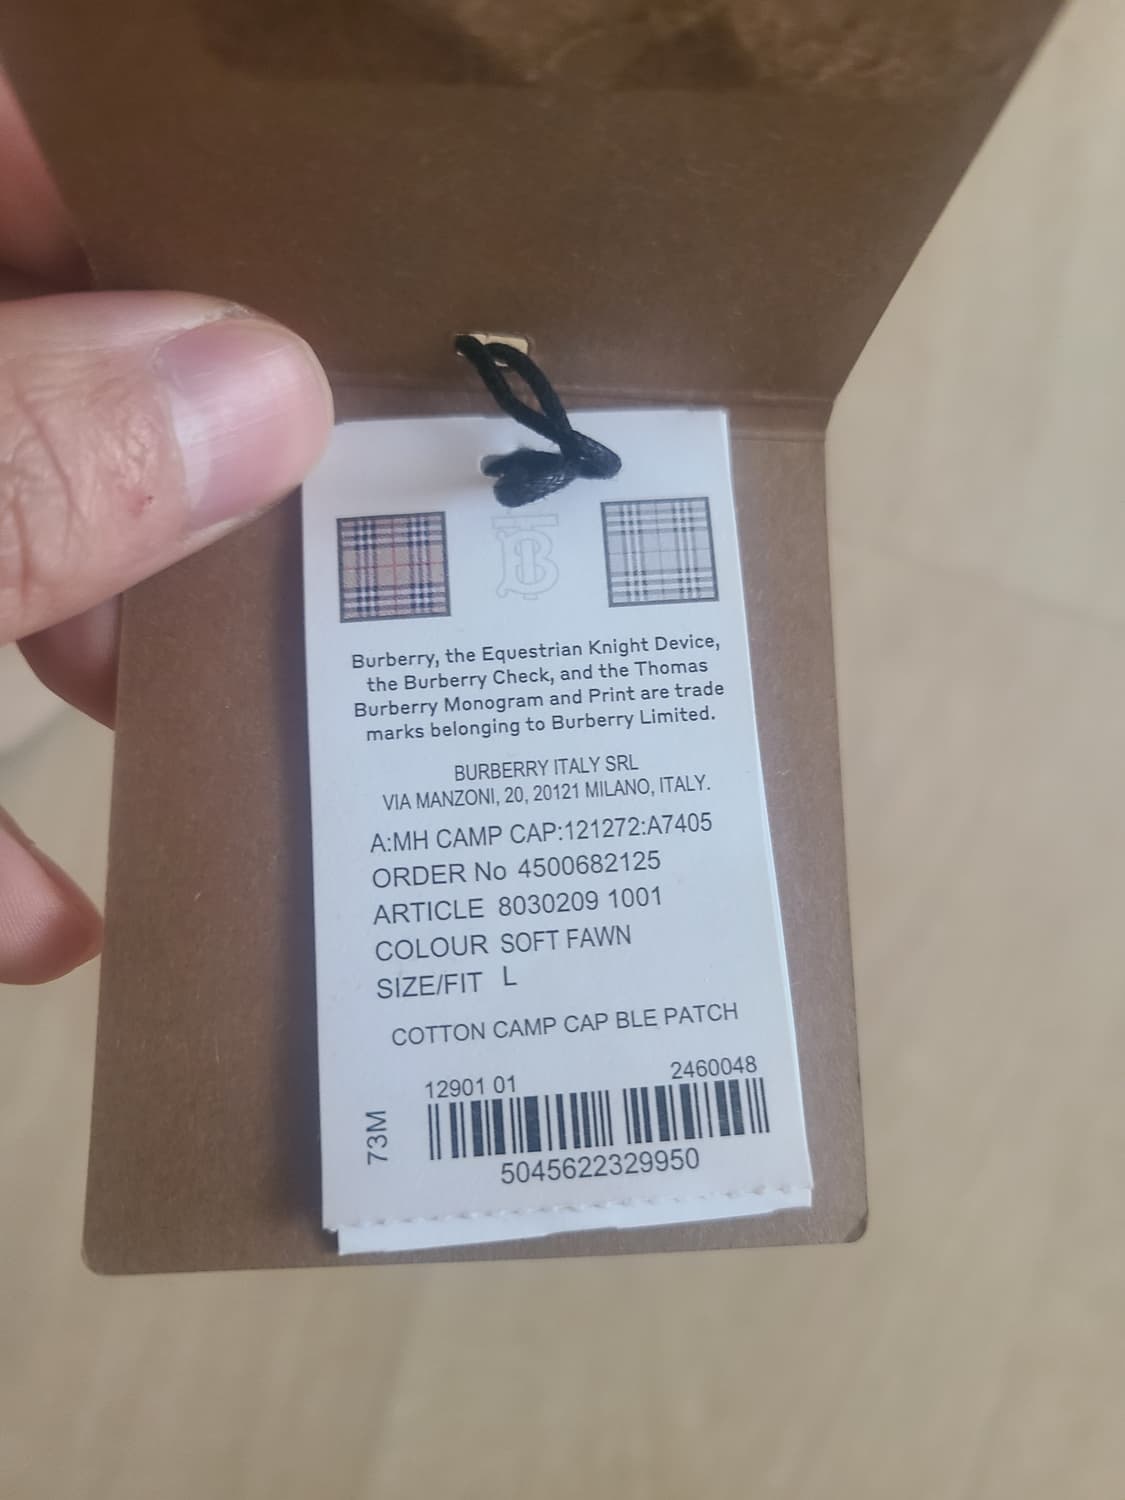 Burberry, the Equestrian Knight Device,
the Burberry Check, and the Thomas
Burberry Monogram and Print are trade
marks belonging to Burberry Limited.
BURBERRY ITALY SRL
VIA MANZONI, 20, 20121 MILANO, ITALY.
A:MH CAMP CAP:121272:A7405
ORDER No 4500682125
ARTICLE 8030209 1001
COLOUR SOFT FAWN
SIZE/FIT L
COTTON CAMP CAP BLE PATCH
12901 01 2460048
73M
5045622329950